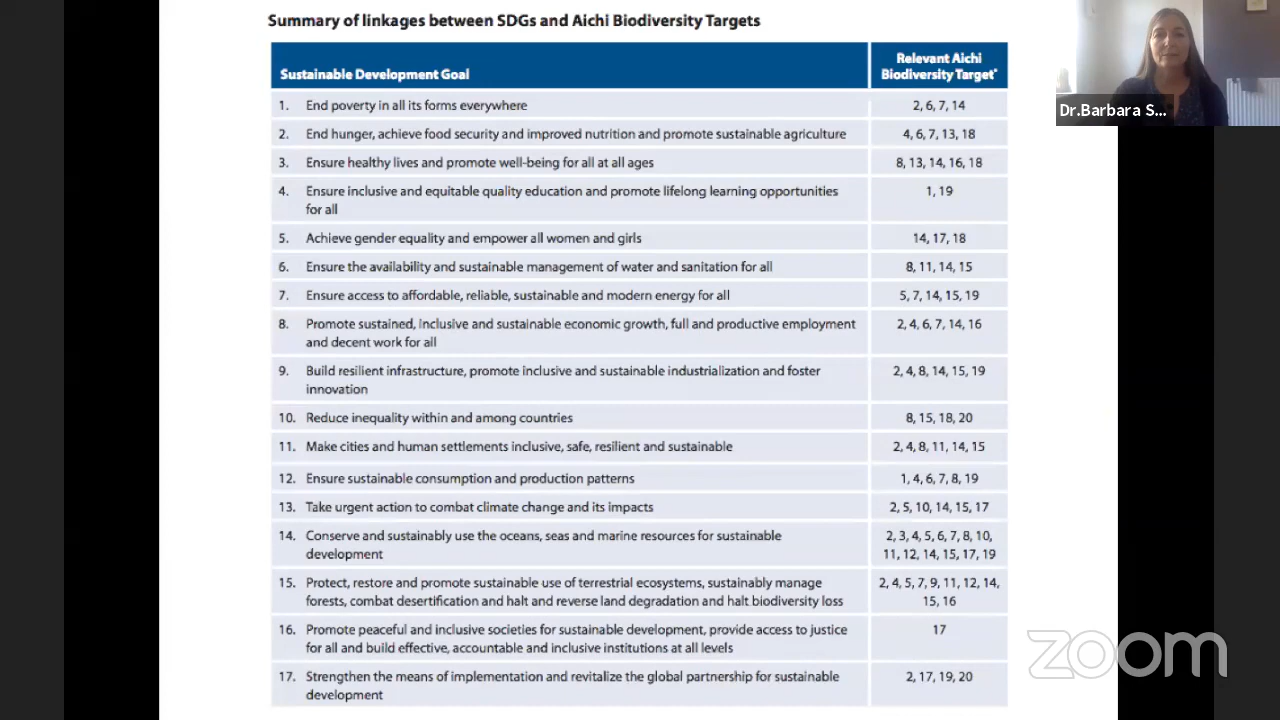 Summary of linkages between SDGs and Aichi Biodiversity Targets
Sustainable Development Goal
Relevant Aichi
Biodiversity Target*
1. End poverty in all its forms everywhere 2, 6, 7, 14
2. End hunger, achieve food security and improved nutrition and promote sustainable agriculture 4, 6, 7, 13, 18
3. Ensure healthy lives and promote well-being for all at all ages 8, 13, 14, 16, 18
4. Ensure inclusive and equitable quality education and promote lifelong learning opportunities 1, 19
for all
5. Achieve gender equality and empower all women and girls 14, 17, 18
6. Ensure the availability and sustainable management of water and sanitation for all 8, 11, 14, 15
7. Ensure access to affordable, reliable, sustainable and modern energy for all 5, 7, 14, 15, 19
8. Promote sustained, inclusive and sustainable economic growth, full and productive employment 2, 4, 6, 7, 14, 16
and decent work for all
9. Build resilient infrastructure, promote inclusive and sustainable industrialization and foster 2, 4, 8, 14, 15, 19
innovation
10. Reduce inequality within and among countries 8, 15, 18, 20
11. Make cities and human settlements inclusive, safe, resilient and sustainable 2, 4, 8, 11, 14, 15
12. Ensure sustainable consumption and production patterns 1, 4, 6, 7, 8, 19
13. Take urgent action to combat climate change and its impacts 2, 5, 10, 14, 15, 17
14. Conserve and sustainably use the oceans, seas and marine resources for sustainable 2, 3, 4, 5, 6, 7, 8, 10,
development 11, 12, 14, 15, 17, 19
15. Protect, restore and promote sustainable use of terrestrial ecosystems, sustainably manage 2, 4, 5, 7, 9, 11, 12, 14,
forests, combat desertification and halt and reverse land degradation and halt biodiversity loss 15, 16
16. Promote peaceful and inclusive societies for sustainable development, provide access to justice 17
for all and build effective, accountable and inclusive institutions at all levels
17. Strengthen the means of implementation and revitalize the global partnership for sustainable 2, 17, 19, 20
development
Dr.Barbara S...
zoom